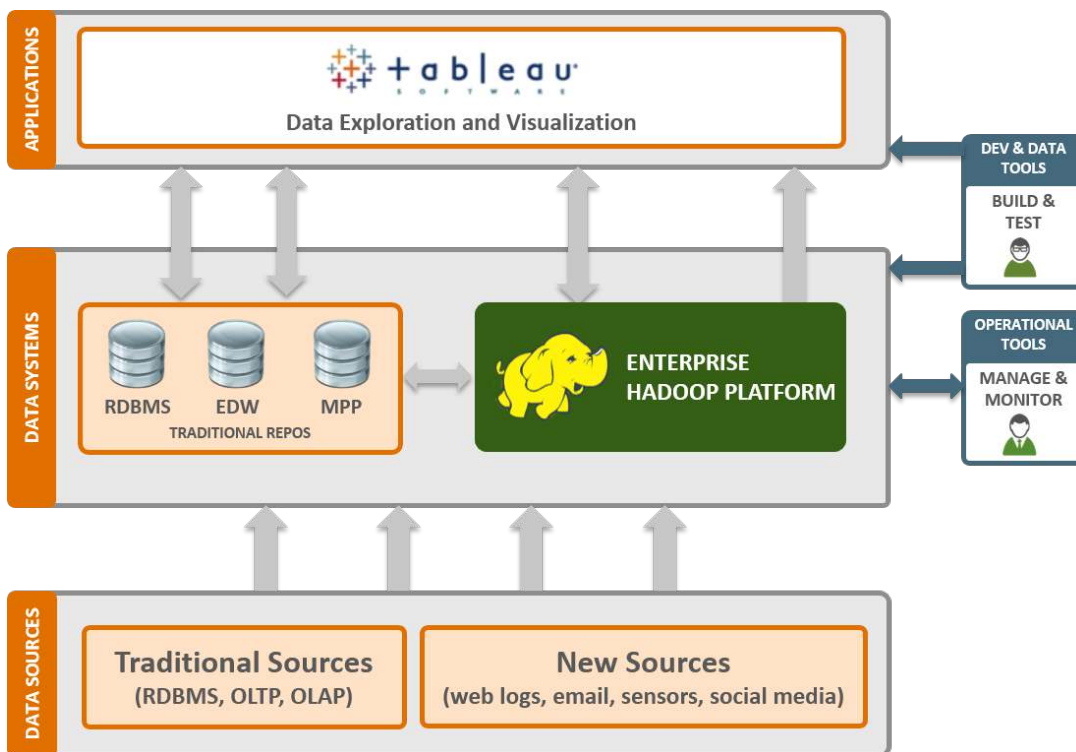 APPLICATIONS
+ableau
SOFTWARE
Data Exploration and Visualization
DEV & DATA
TOOLS
BUILD &
TEST
DATA SYSTEMS
RDBMS
EDW
MPP
TRADITIONAL REPOS
ENTERPRISE
HADOOP PLATFORM
OPERATIONAL
TOOLS
MANAGE &
MONITOR
DATA SOURCES
Traditional Sources
(RDBMS, OLTP, OLAP)
New Sources
(web logs, email, sensors, social media)